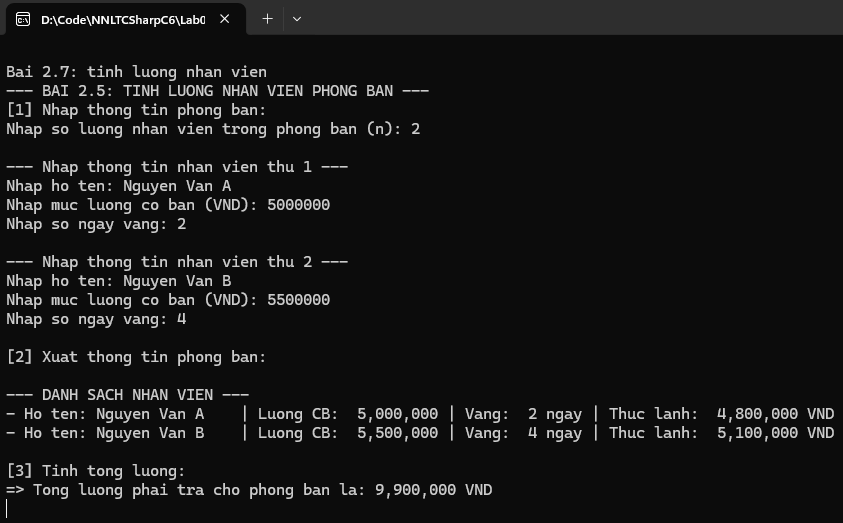 D:\Code\NNLTCSharpC6\Lab0
Bai 2.7: tinh luong nhan vien
--- BAI 2.5: TINH LUONG NHAN VIEN PHONG BAN ---
[1] Nhap thong tin phong ban:
Nhap so luong nhan vien trong phong ban (n): 2
--- Nhap thong tin nhan vien thu 1 ---
Nhap ho ten: Nguyen Van A
Nhap muc luong co ban (VND): 5000000
Nhap so ngay vang: 2
--- Nhap thong tin nhan vien thu 2 ---
Nhap ho ten: Nguyen Van B
Nhap muc luong co ban (VND): 5500000
Nhap so ngay vang: 4
[2] Xuat thong tin phong ban:
--- DANH SACH NHAN VIEN ---
- Ho ten: Nguyen Van A    | Luong CB:  5,000,000 | Vang:  2 ngay | Thuc lanh:  4,800,000 VND
- Ho ten: Nguyen Van B    | Luong CB:  5,500,000 | Vang:  4 ngay | Thuc lanh:  5,100,000 VND
[3] Tinh tong luong:
=> Tong luong phai tra cho phong ban la: 9,900,000 VND